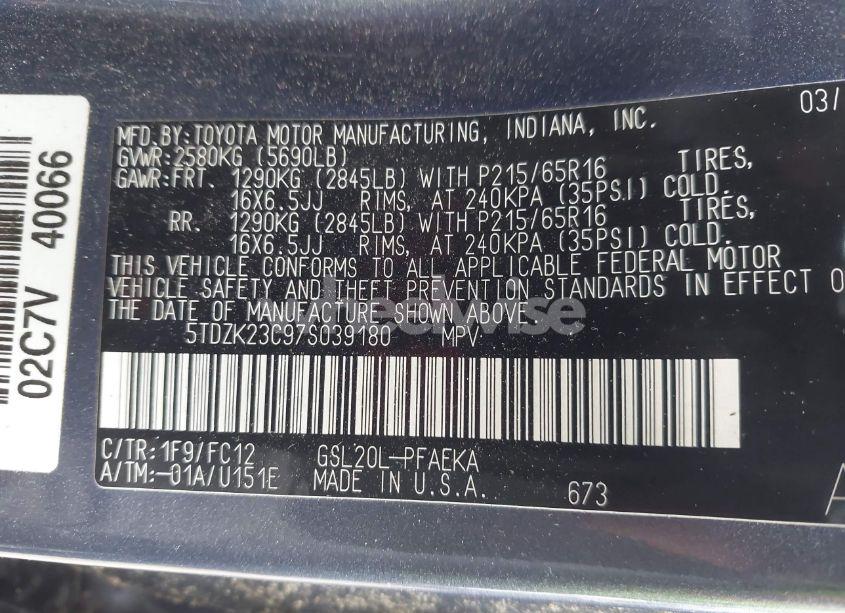 03/
MFD.BY:TOYOTA MOTOR MANUFACTURING, INDIANA, INC.
GVWR:2580KG (5690LB)
GAWR:FRT. 1290KG (2845LB) WITH P215/65R16 TIRES,
16X6.5JJ RIMS, AT 240KPA (35PSI) COLD.
RR. 1290KG (2845LB) WITH P215/65R16 TIRES,
16X6.5JJ RIMS, AT 240KPA (35PSI) COLD.
THIS VEHICLE CONFORMS TO ALL APPLICABLE FEDERAL MOTOR
VEHICLE SAFETY AND THEFT PREVENTION STANDARDS IN EFFECT O
THE DATE OF MANUFACTURE SHOWN ABOVE.
5TDZK23C97S039180 MPV
C/TR:1F9/FC12 GSL20L-PFAEKA
A/TM:-01A/U151E MADE IN U.S.A. 673
02C7V 40066